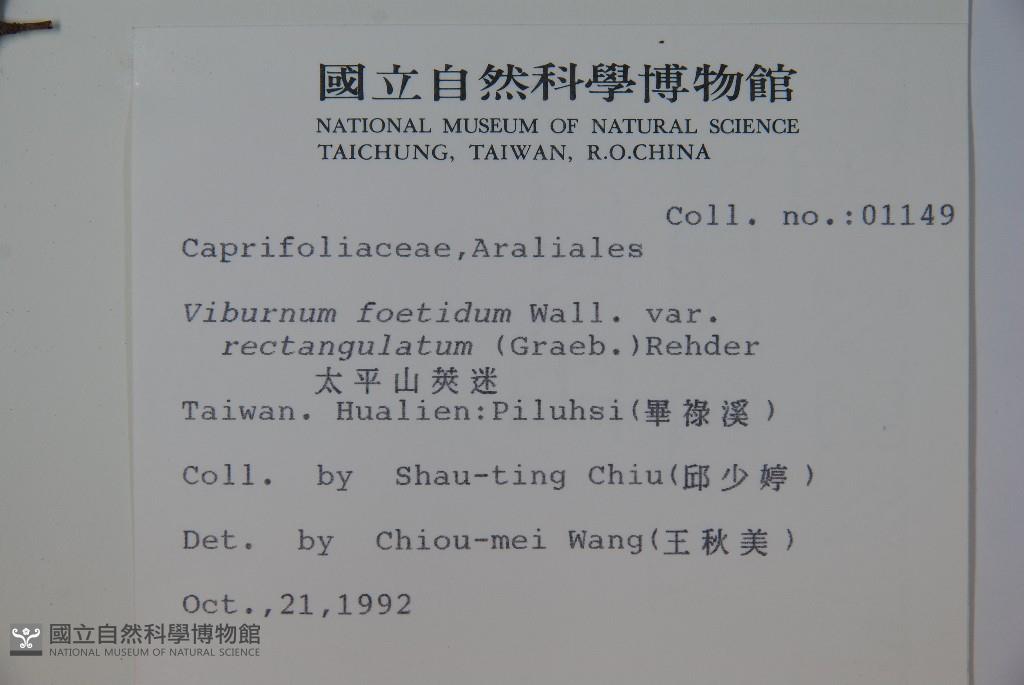 國立自然科學博物館
NATIONAL MUSEUM OF NATURAL SCIENCE
TAICHUNG, TAIWAN, R.O.CHINA
Coll. no.:01149
Caprifoliaceae,Araliales
Viburnum foetidum Wall. var.
rectangulatum (Graeb.)Rehder
太平山莢迷
Taiwan. Hualien:Piluhsi(畢祿溪)
Coll. by Shau-ting Chiu(邱少婷)
Det. by Chiou-mei Wang(王秋美)
Oct.,21,1992
國立自然科學博物館
NATIONAL MUSEUM OF NATURAL SCIENCE